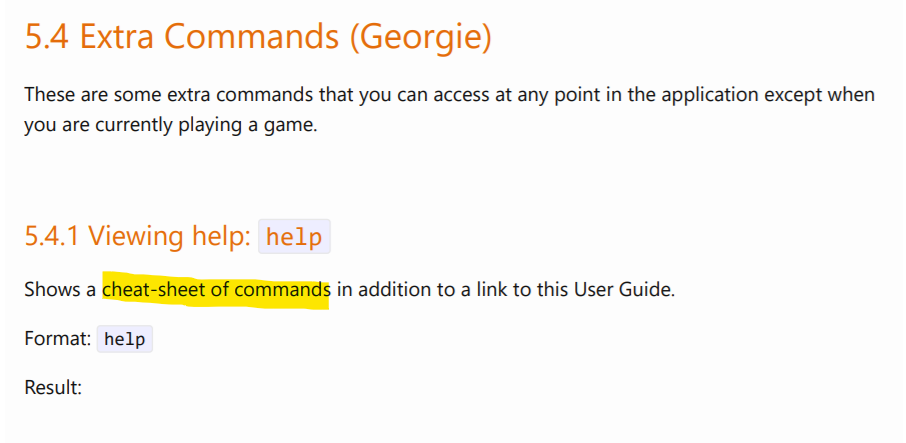 5.4 Extra Commands (Georgie)
These are some extra commands that you can access at any point in the application except when
you are currently playing a game.
5.4.1 Viewing help: help
Shows a cheat-sheet of commands in addition to a link to this User Guide.
Format: help
Result: